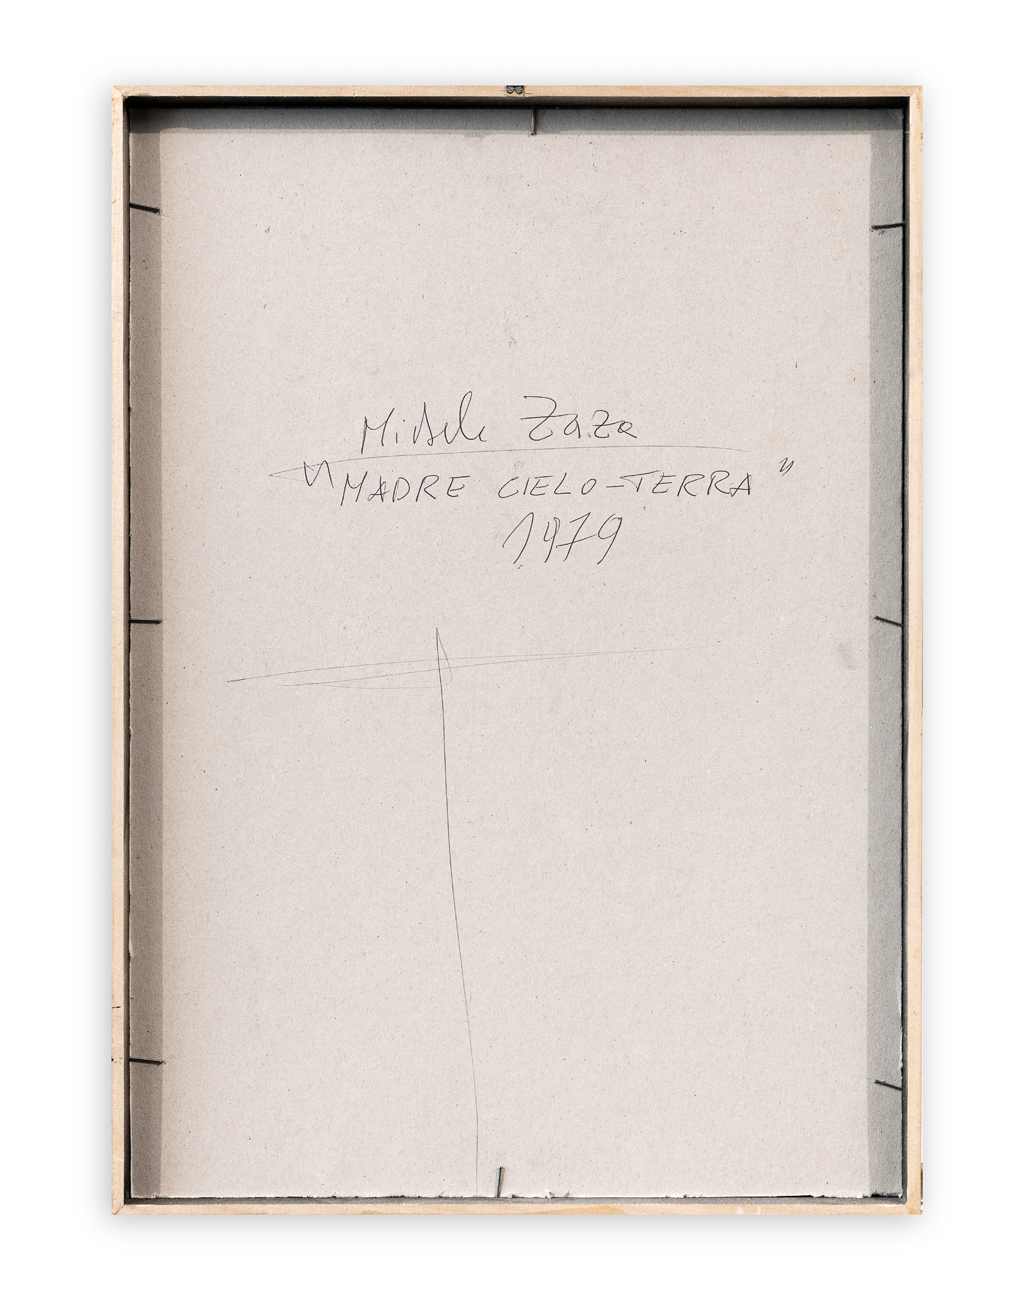 Michele Zaza
"MADRE CIELO-TERRA"
1979